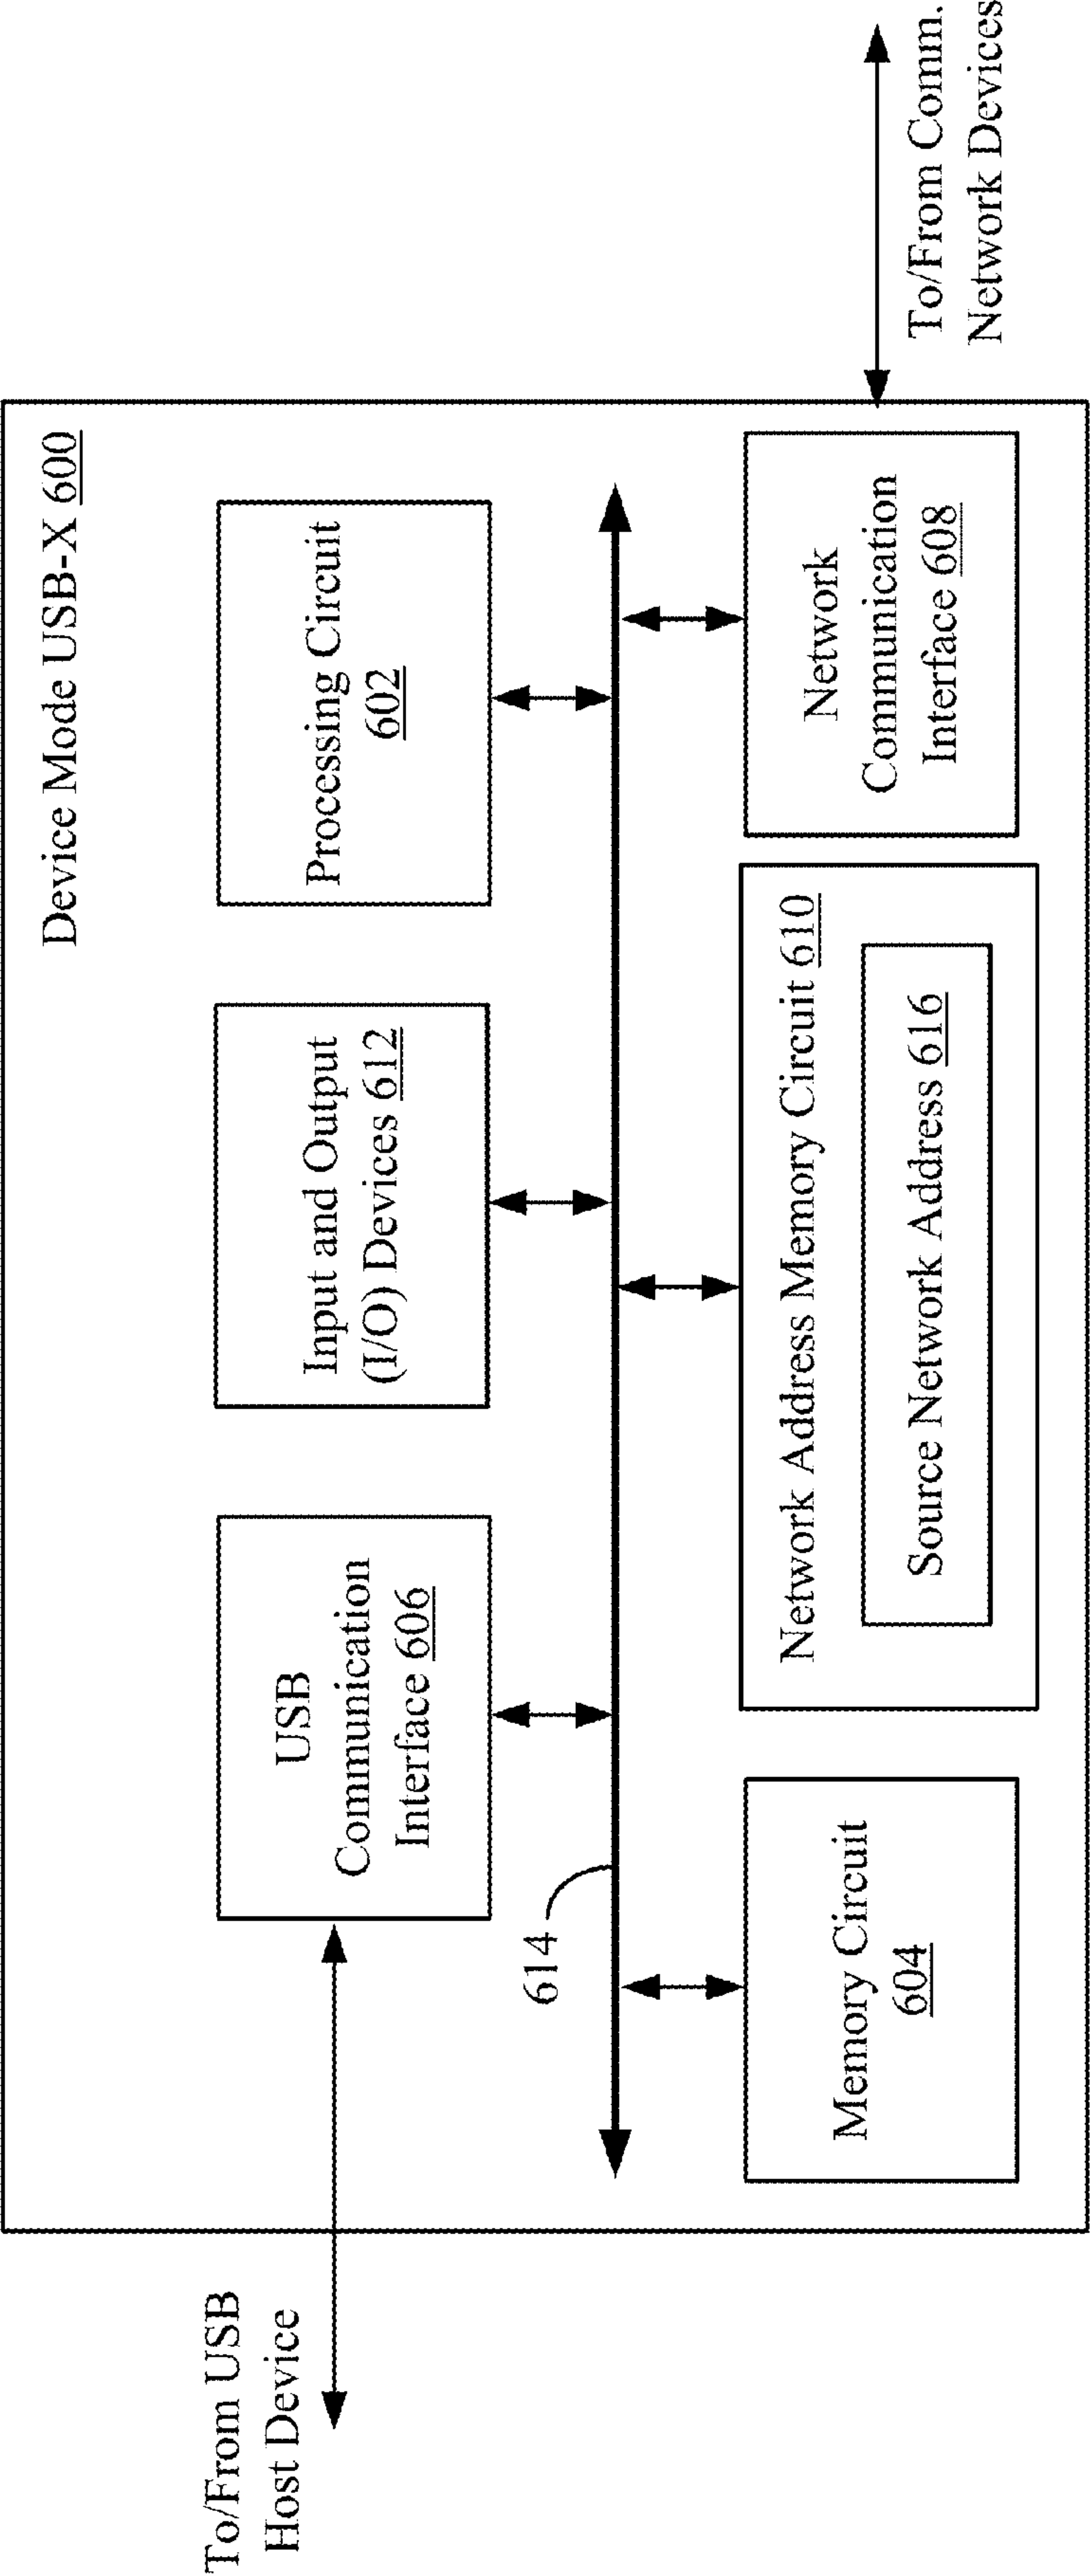 Device Mode USB-X 600
To/From USB
Host Device
USB
Communication
Interface 606
Input and Output
(I/O) Devices 612
Processing Circuit
602
614
Memory Circuit
604
Network Address Memory Circuit 610
Source Network Address 616
Network
Communication
Interface 608
To/From Comm.
Network Devices